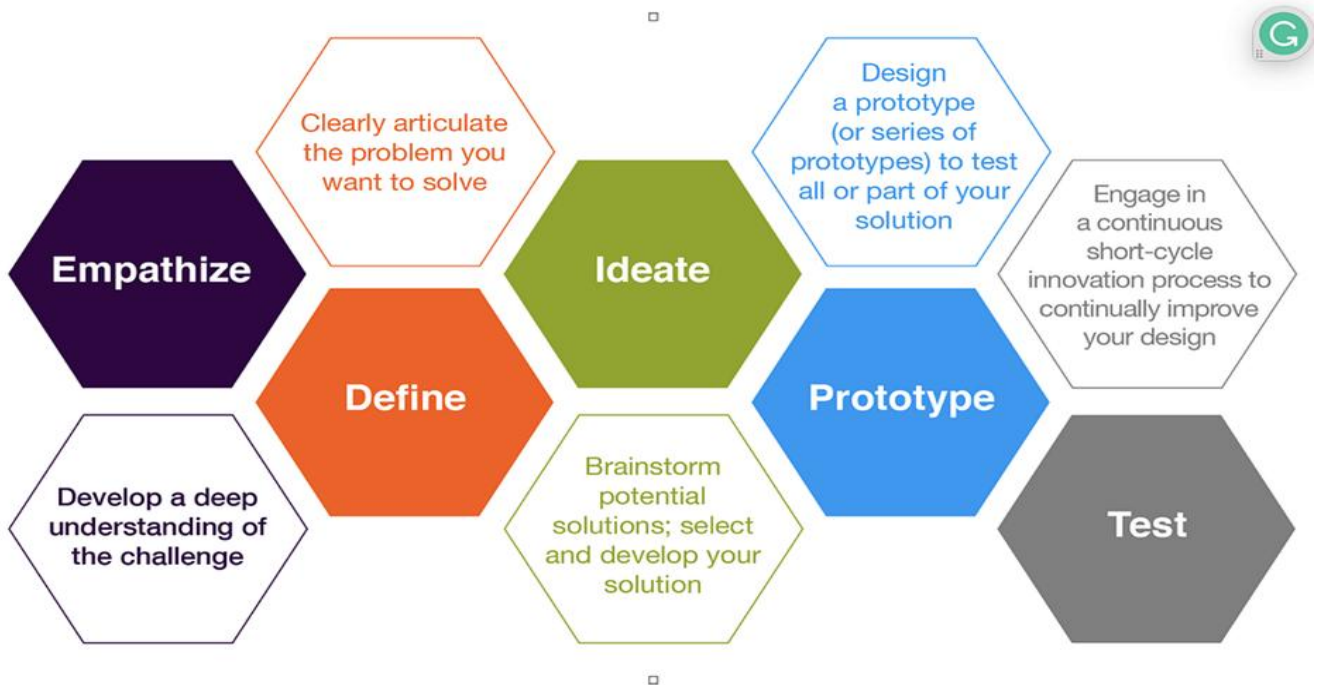 Empathize
Develop a deep
understanding of
the challenge
Clearly articulate
the problem you
want to solve
Define
Ideate
Brainstorm
potential
solutions; select
and develop your
solution
Design
a prototype
(or series of
prototypes) to test
all or part of your
solution
Prototype
Engage in
a continuous
short-cycle
innovation process to
continually improve
your design
Test